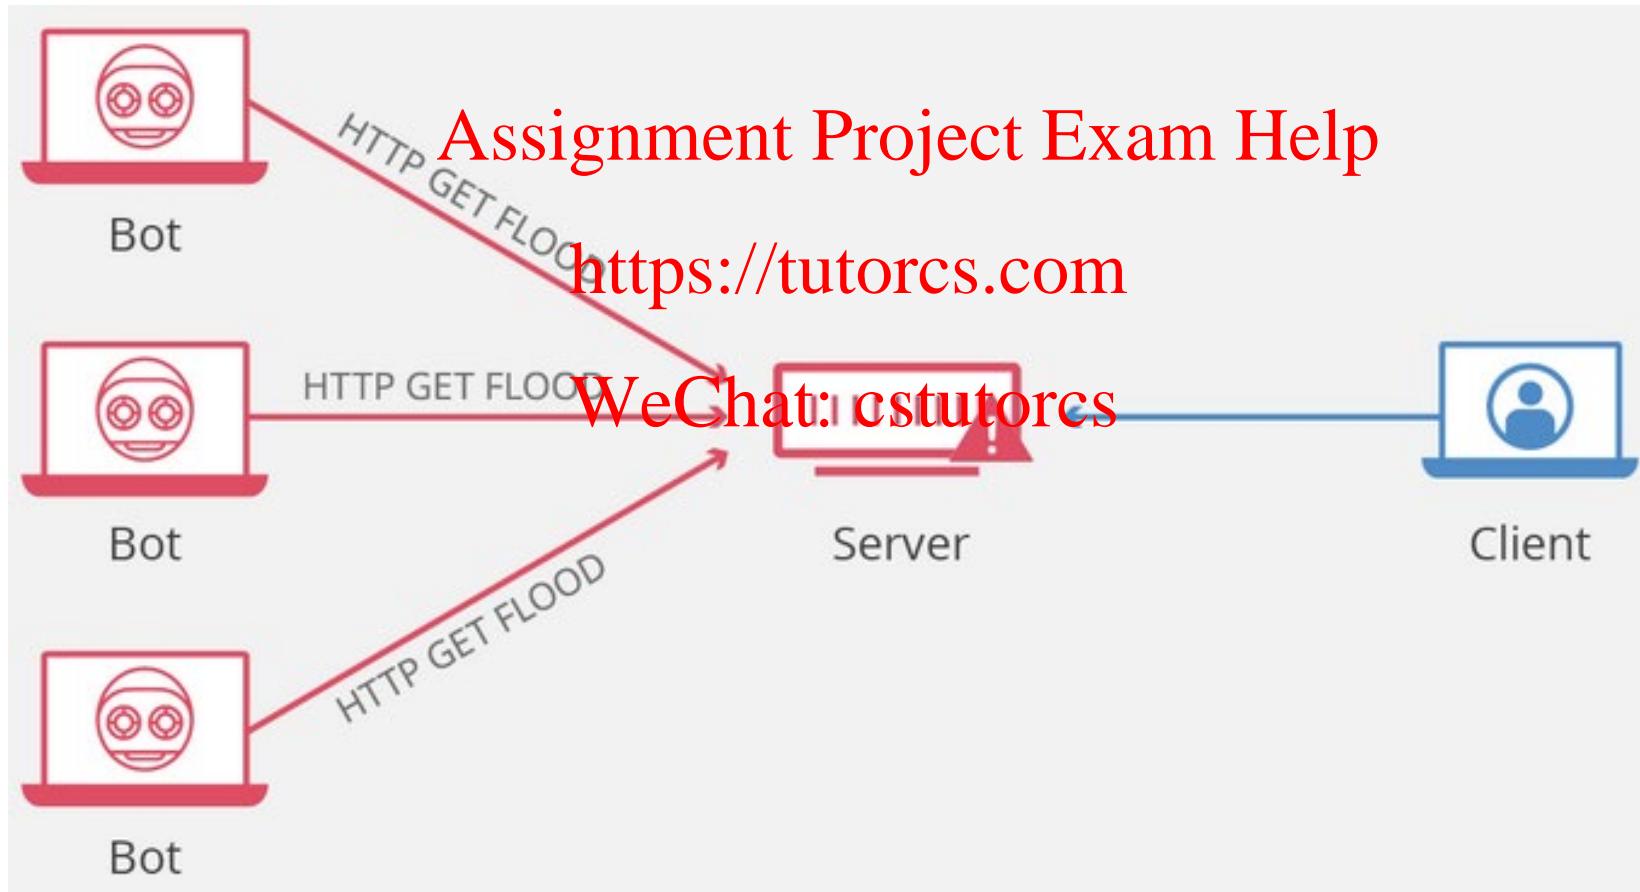 HTTP GET FLOOD
Assignment Project Exam Help
Bot
https://tutorcs.com
HTTP GET FLOOD
WeChat: cstutorcs
Bot
Server
Client
HTTP GET FLOOD
Bot